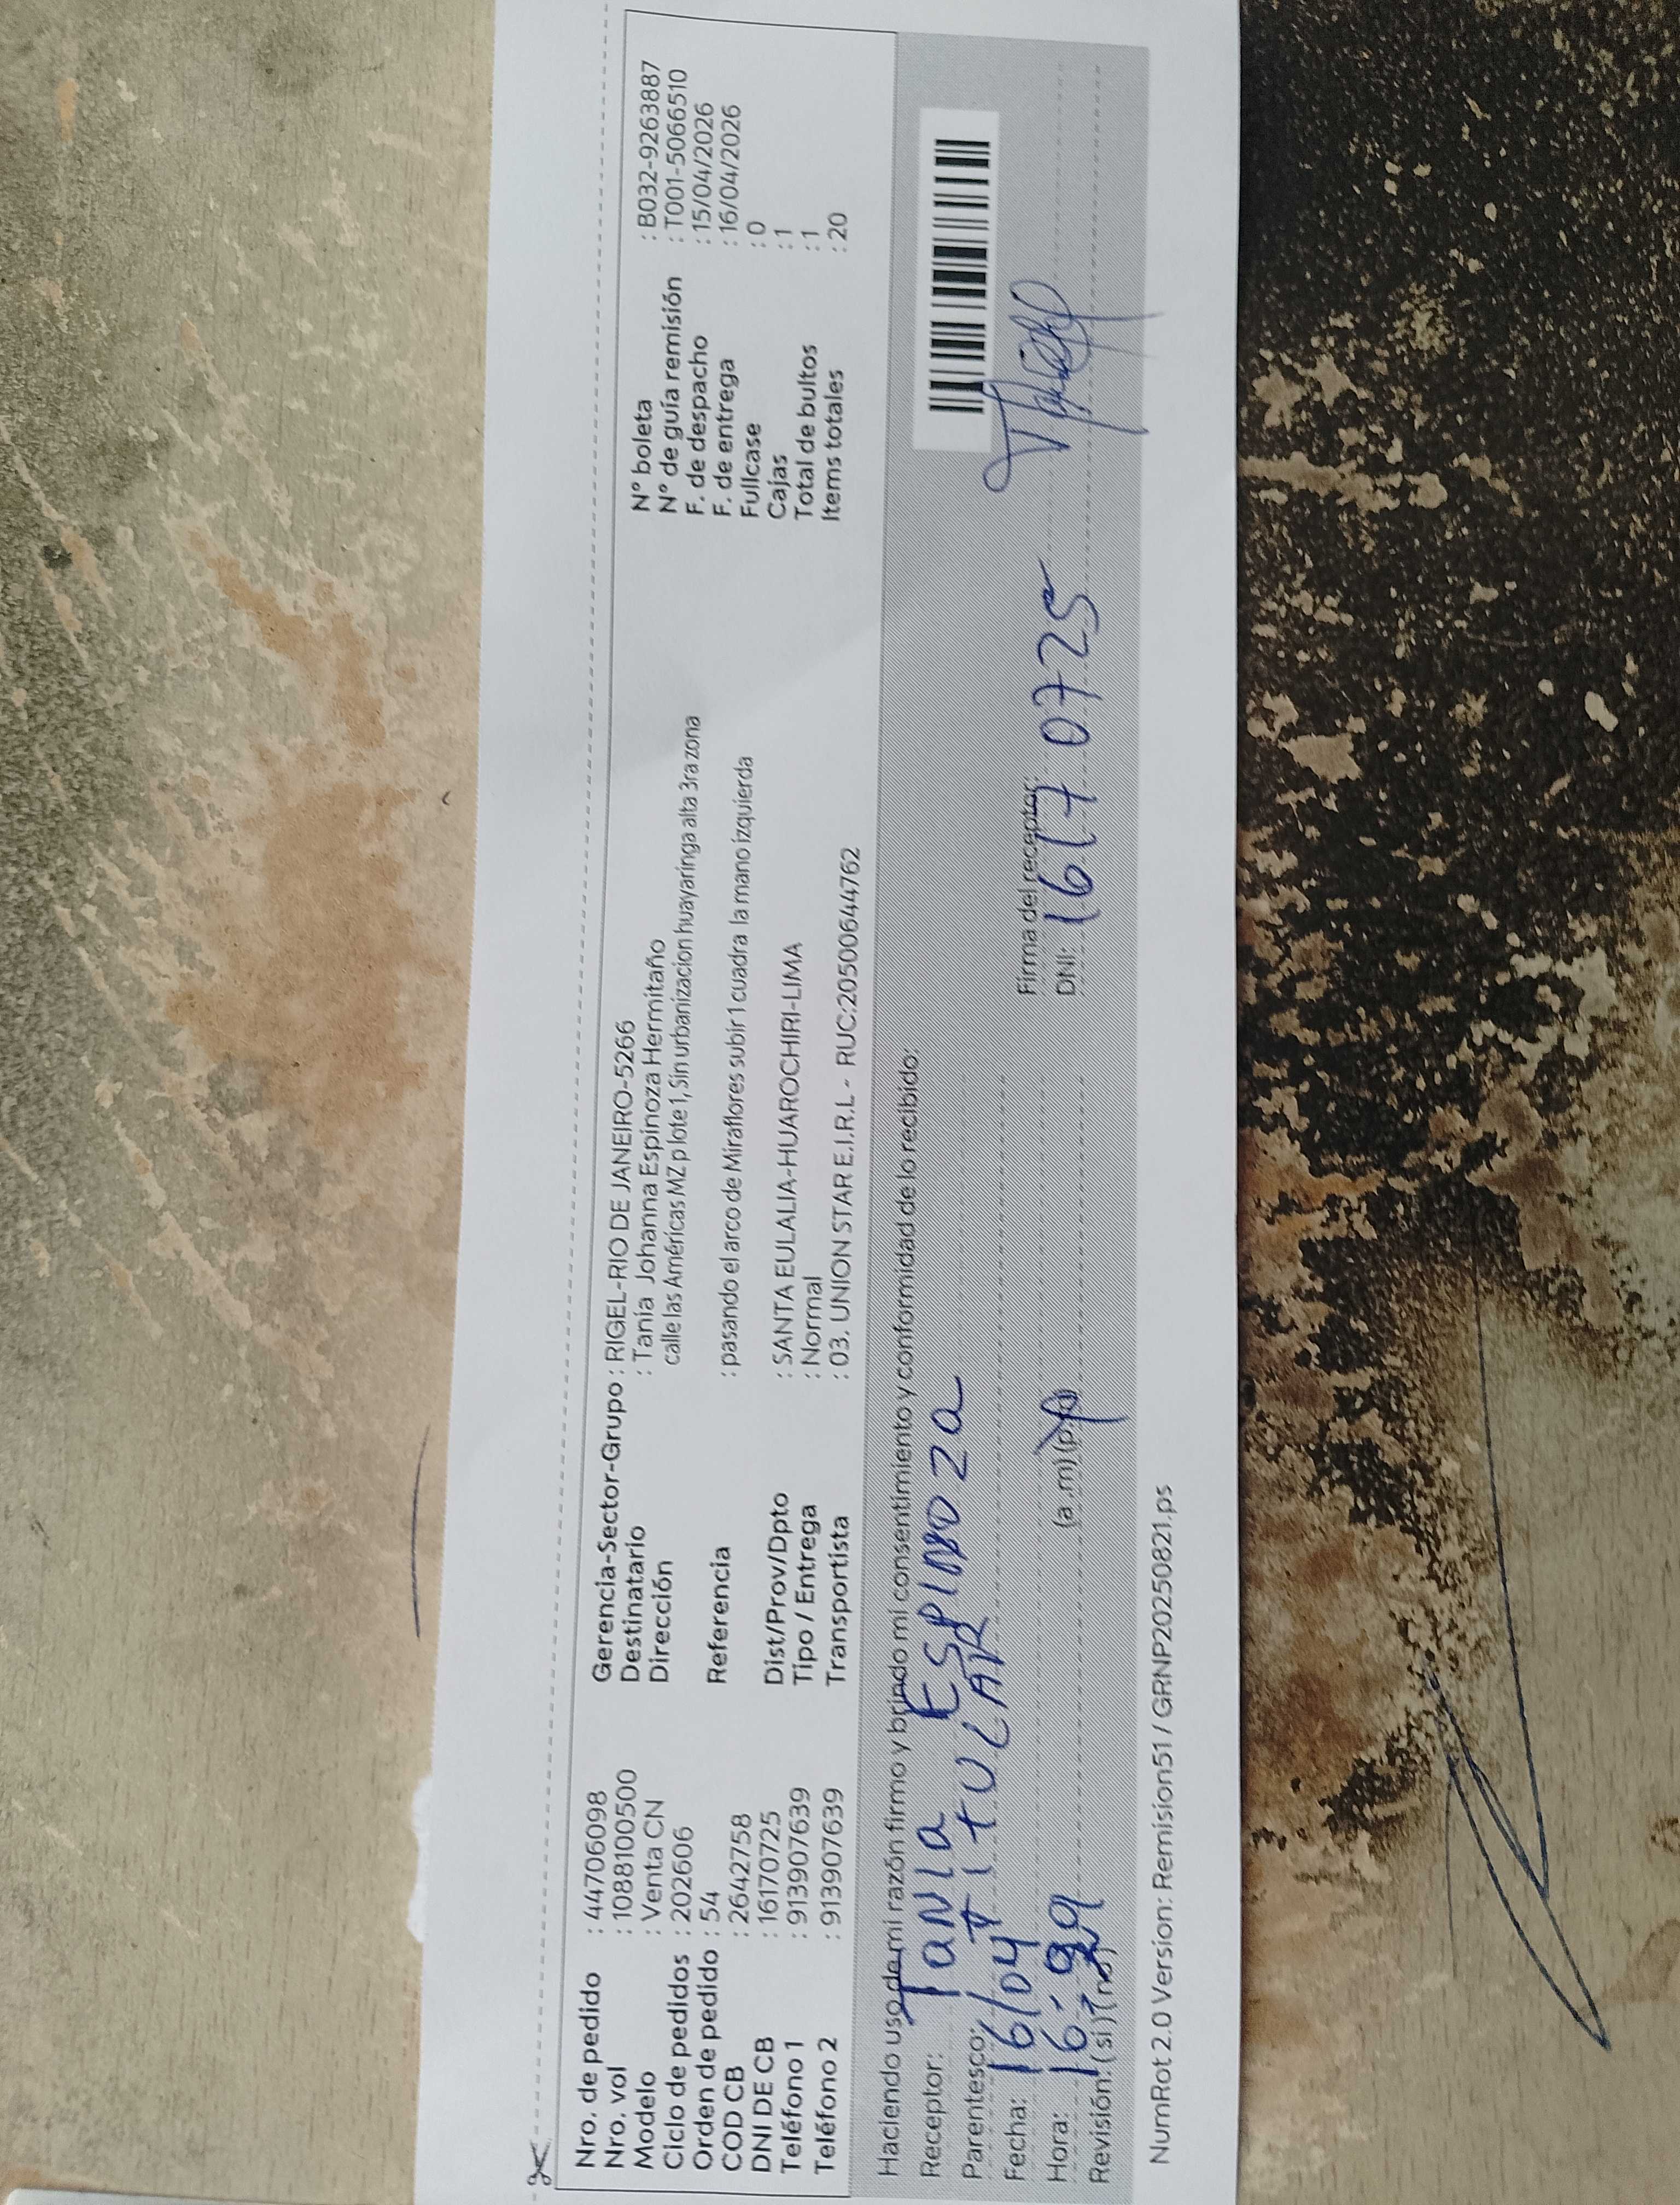 Nro. de pedido : 44706098
Nro. vol : 1088100500
Modelo : Venta CN
Ciclo de pedidos : 202606
Orden de pedido : 54
COD CB : 2642758
DNI DE CB : 16170725
Teléfono 1 : 913907639
Teléfono 2 : 913907639
Gerencia-Sector-Grupo : RIGEL-RIO DE JANEIRO-5266
Destinatario : Tania Johanna Espinoza Hermitaño
Dirección calle las Américas MZ p lote 1, Sin urbanizacion huayaringa alta 3ra zona
Referencia : pasando el arco de Miraflores subir 1 cuadra la mano izquierda
Dist/Prov/Dpto : SANTA EULALIA-HUAROCHIRI-LIMA
Tipo / Entrega : Normal
Transportista : 03. UNION STAR E.I.R.L - RUC:20500644762
N° boleta : B032-9263887
N° de guía remisión : T001-5066510
F. de despacho : 15/04/2026
F. de entrega : 16/04/2026
Fullcase : 0
Cajas : 1
Total de bultos : 1
Items totales : 20
Haciendo uso de mi razón firmo y brindo mi consentimiento y conformidad de lo recibido:
Receptor: Tania Espinoza
Parentesco: TituLAR
Fecha: 16/04
Hora: 16: (a.m) (p.m)
Revisión: (si) (no)
Firma del receptor:
DNI: 16170725
NumRot 2.0 Version: Remision51 / GRNP20250821.ps